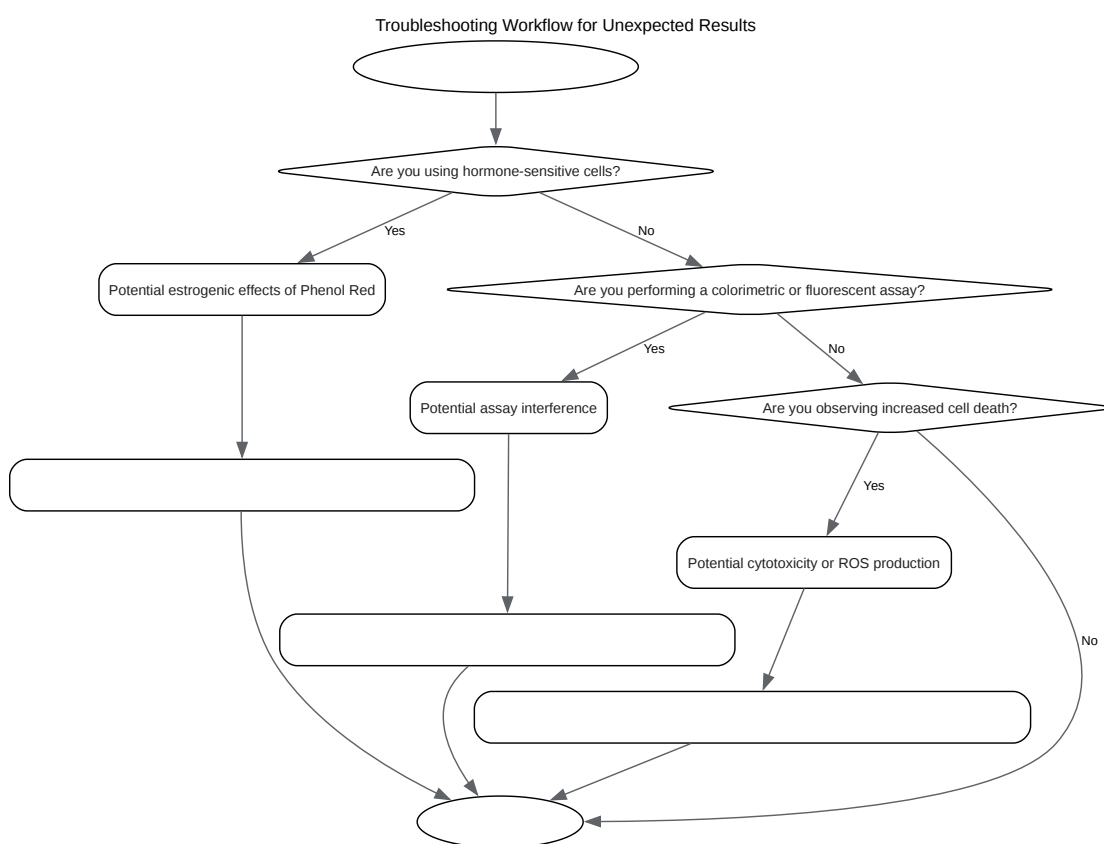 Troubleshooting Workflow for Unexpected Results
Are you using hormone-sensitive cells?
Yes
No
Potential estrogenic effects of Phenol Red
Are you performing a colorimetric or fluorescent assay?
Yes
No
Potential assay interference
Are you observing increased cell death?
Yes
Potential cytotoxicity or ROS production
No